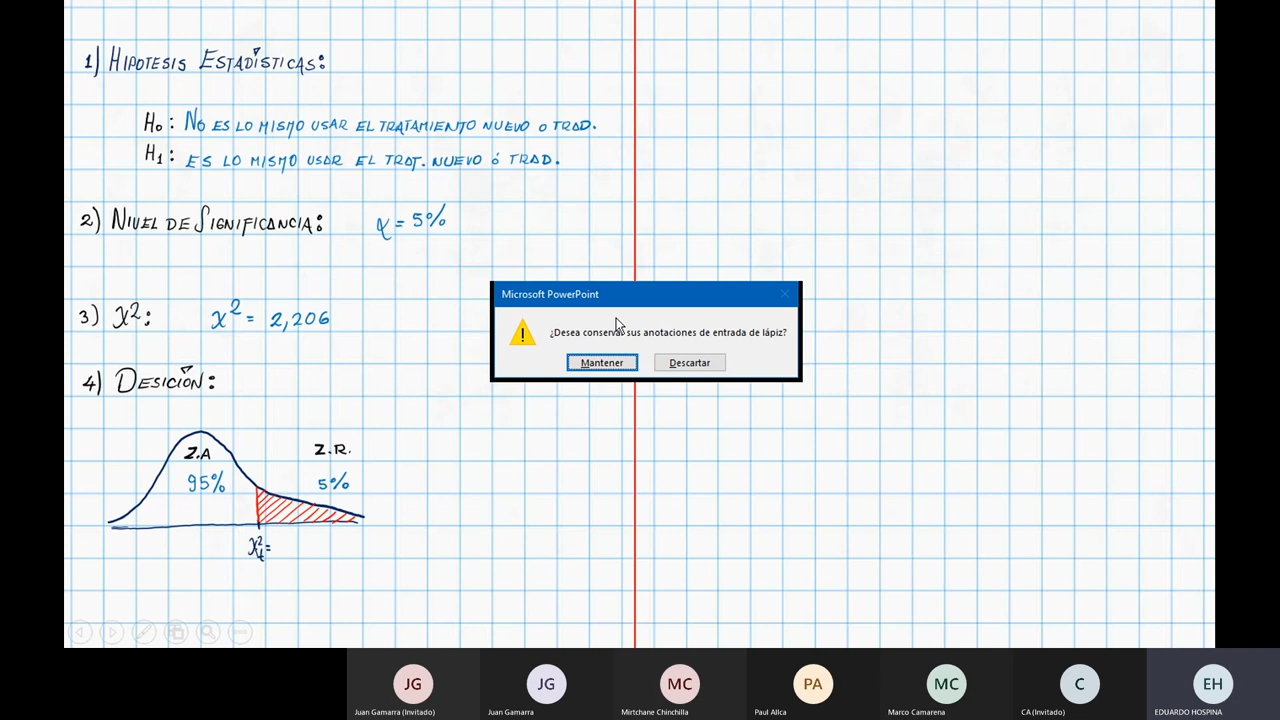 1) HIPOTESIS ESTADÍSTICAS:
H0: NO ES LO MISMO USAR EL TRATAMIENTO NUEVO o TRAD.
H1: ES LO MISMO USAR EL TRAT. NUEVO ó TRAD.
2) NIVEL DE SIGNIFICANCIA: α = 5%
3) X²: X² = 2,206
4) DESICIÓN:
Z.A Z.R.
95% 5%
X²t =
Microsoft PowerPoint
¿Desea conservar sus anotaciones de entrada de lápiz?
Mantener Descartar
JG JG MC PA MC C EH
Juan Gamarra (Invitado) Juan Gamarra Mirtchane Chinchilla Paul Allca Marco Camarena CA (Invitado) EDUARDO HOSPINA